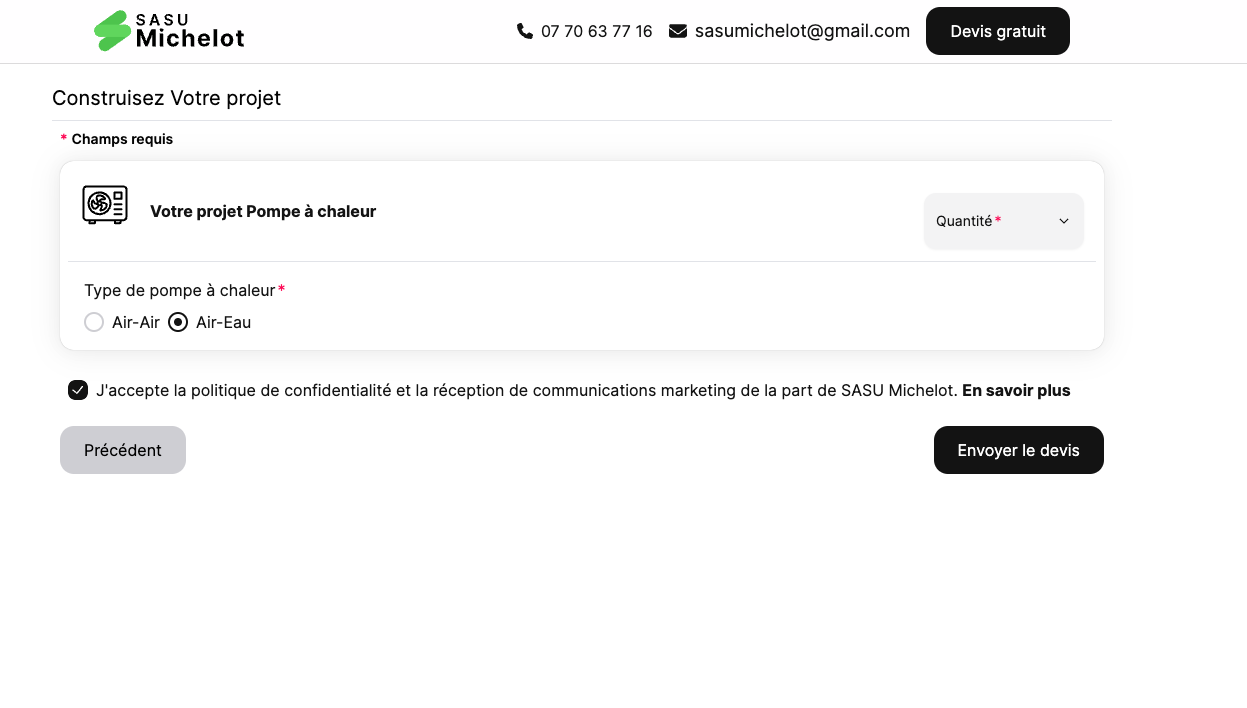 SASU
Michelot
07 70 63 77 16
sasumichelot@gmail.com
Devis gratuit
Construisez Votre projet
* Champs requis
Votre projet Pompe à chaleur
Quantité*
Type de pompe à chaleur*
Air-Air
Air-Eau
J'accepte la politique de confidentialité et la réception de communications marketing de la part de SASU Michelot. En savoir plus
Précédent
Envoyer le devis